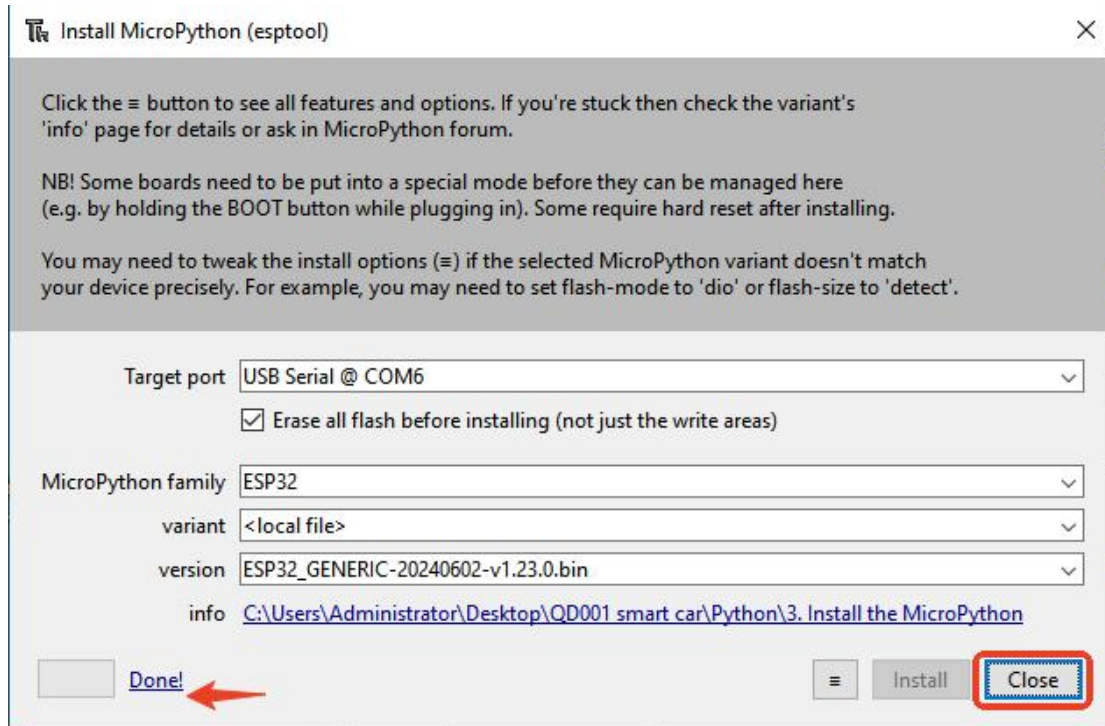 Install MicroPython (esptool)
Click the ≡ button to see all features and options. If you're stuck then check the variant's
'info' page for details or ask in MicroPython forum.
NB! Some boards need to be put into a special mode before they can be managed here
(e.g. by holding the BOOT button while plugging in). Some require hard reset after installing.
You may need to tweak the install options (≡) if the selected MicroPython variant doesn't match
your device precisely. For example, you may need to set flash-mode to 'dio' or flash-size to 'detect'.
Target port USB Serial @ COM6
Erase all flash before installing (not just the write areas)
MicroPython family ESP32
variant <local file>
version ESP32_GENERIC-20240602-v1.23.0.bin
info C:\Users\Administrator\Desktop\QD001 smart car\Python\3. Install the MicroPython
Done! ≡ Install Close